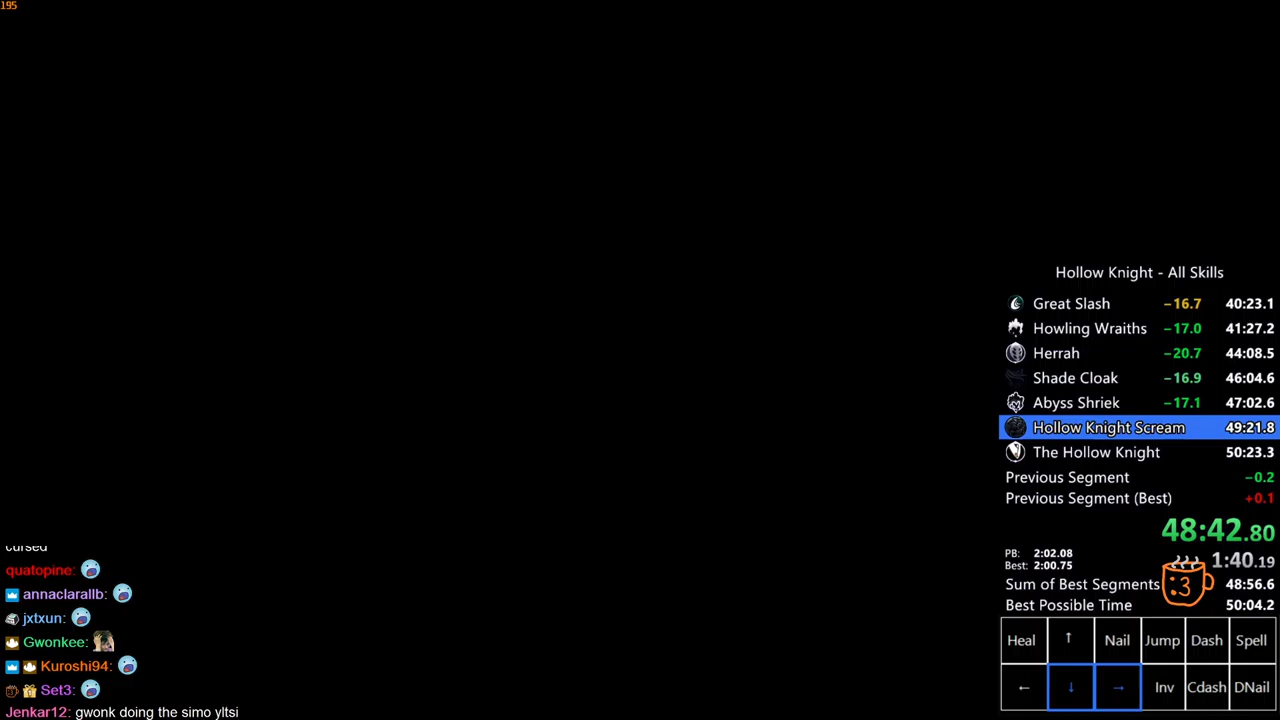 195
Hollow Knight - All Skills
Great Slash -16.7 40:23.1
Howling Wraiths -17.0 41:27.2
Herrah -20.7 44:08.5
Shade Cloak -16.9 46:04.6
Abyss Shriek -17.1 47:02.6
Hollow Knight Scream 49:21.8
The Hollow Knight 50:23.3
Previous Segment -0.2
Previous Segment (Best) +0.1
48:42.80
PB: 2:02.08
Best: 2:00.75
1:40.19
Sum of Best Segments 48:56.6
Best Possible Time 50:04.2
Heal ↑ Nail Jump Dash Spell
← ↓ → Inv Cdash DNail
cursed
quatopine:
annaclarallb:
jxtxun:
Gwonkee:
Kuroshi94:
Set3:
Jenkar12: gwonk doing the simo yltsi